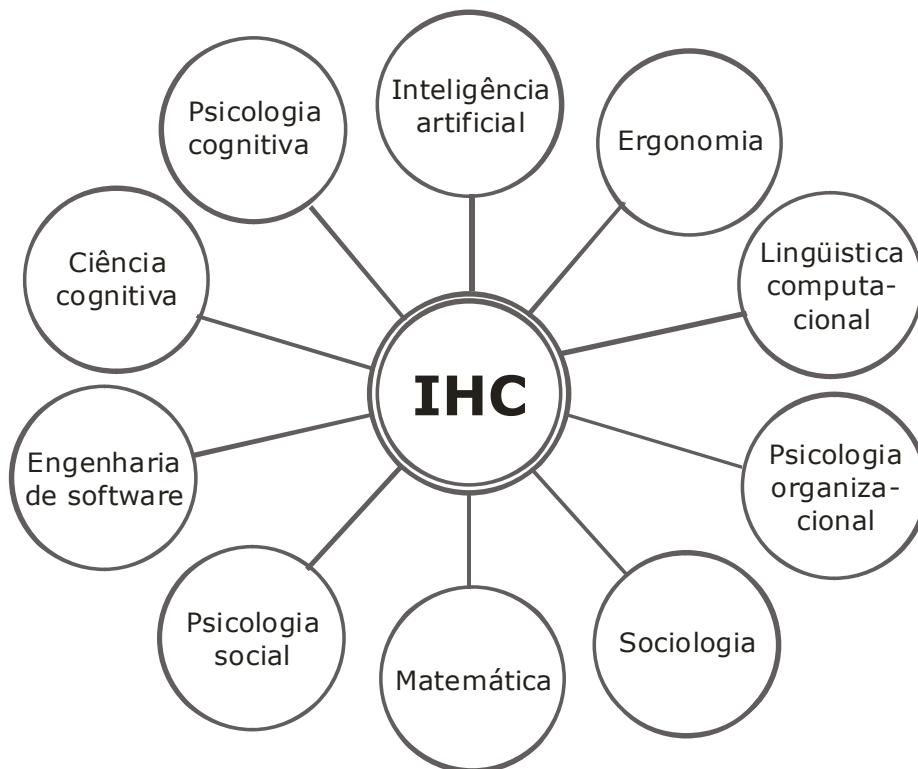 Inteligência
artificial
Psicologia
cognitiva
Ergonomia
Ciência
cognitiva
Lingüistica
computa-
cional
IHC
Engenharia
de software
Psicologia
organiza-
cional
Psicologia
social
Sociologia
Matemática